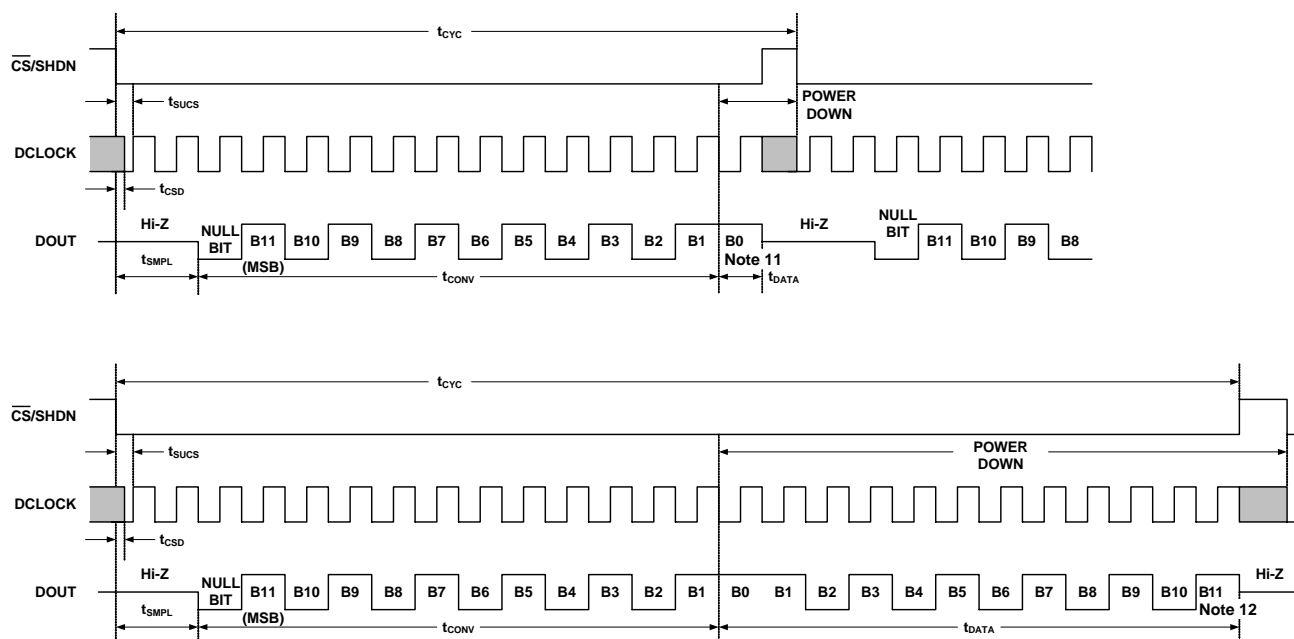 tCYC
CS/SHDN
tSUCS
POWER
DOWN
DCLOCK
tCSD
Hi-Z
NULL
BIT
DOUT
B11 B10 B9 B8 B7 B6 B5 B4 B3 B2 B1 B0
Hi-Z
NULL
BIT
B11 B10 B9 B8
(MSB)
Note 11
tSMPL
tCONV
tDATA
tCYC
CS/SHDN
tSUCS
POWER
DOWN
DCLOCK
tCSD
Hi-Z
NULL
BIT
DOUT
B11 B10 B9 B8 B7 B6 B5 B4 B3 B2 B1 B0 B1 B2 B3 B4 B5 B6 B7 B8 B9 B10 B11
Hi-Z
(MSB)
Note 12
tSMPL
tCONV
tDATA